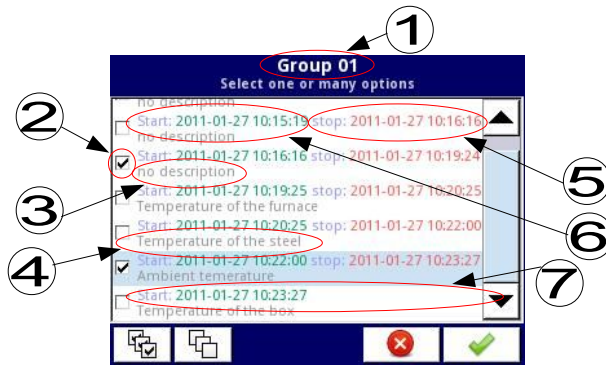 1
Group 01
Select one or many options
no description
2
Start: 2011-01-27 10:15:19 stop: 2011-01-27 10:16:16
no description
Start: 2011-01-27 10:16:16 stop: 2011-01-27 10:19:24
no description
5
3
Start: 2011-01-27 10:19:25 stop: 2011-01-27 10:20:25
Temperature of the furnace
6
Start: 2011-01-27 10:20:25 stop: 2011-01-27 10:22:00
Temperature of the steel
4
Start: 2011-01-27 10:22:00 stop: 2011-01-27 10:23:27
Ambient temerature
7
Start: 2011-01-27 10:23:27
Temperature of the box